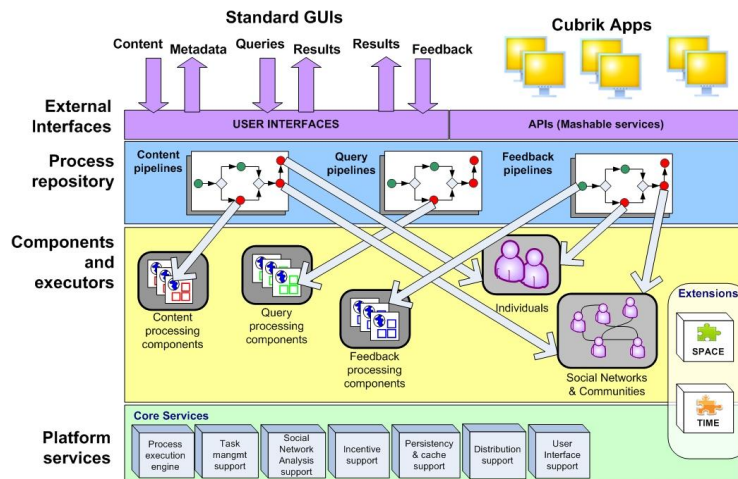 Standard GUIs
Cubrik Apps
Content
Metadata
Queries
Results
Results
Feedback
External
Interfaces
USER INTERFACES
APIs (Mashable services)
Process
repository
Content
pipelines
Query
pipelines
Feedback
pipelines
Components
and
executors
Content
processing
components
Query
processing
components
Feedback
processing
components
Individuals
Social Networks
& Communities
Extensions
SPACE
TIME
Platform
services
Core Services
Process
execution
engine
Task
mangmt
support
Social
Network
Analysis
support
Incentive
support
Persistency
& cache
support
Distribution
support
User
Interface
support